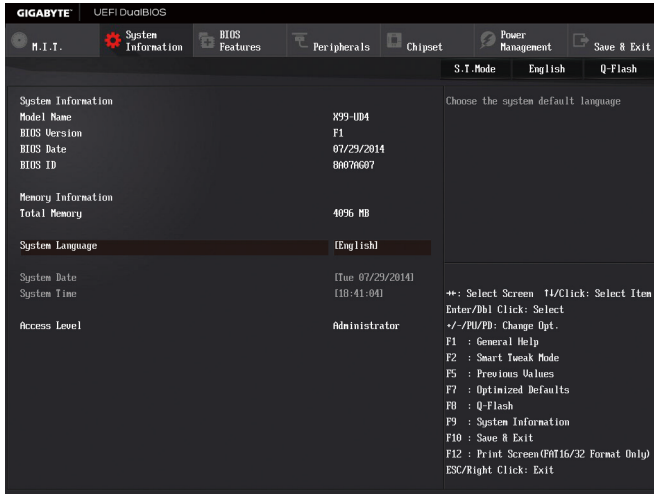 GIGABYTE™ UEFI DualBIOS
M.I.T. System Information BIOS Features Peripherals Chipset Power Management Save & Exit
S.T.Mode English Q-Flash
System Information
Model Name X99-UD4
BIOS Version F1
BIOS Date 07/29/2014
BIOS ID 8A07AG07
Memory Information
Total Memory 4096 MB
System Language [English]
System Date [Tue 07/29/2014]
System Time [18:41:04]
Access Level Administrator
Choose the system default language
→←: Select Screen ↑↓/Click: Select Item
Enter/Dbl Click: Select
+/-/PU/PD: Change Opt.
F1 : General Help
F2 : Smart Tweak Mode
F5 : Previous Values
F7 : Optimized Defaults
F8 : Q-Flash
F9 : System Information
F10 : Save & Exit
F12 : Print Screen(FAT16/32 Format Only)
ESC/Right Click: Exit